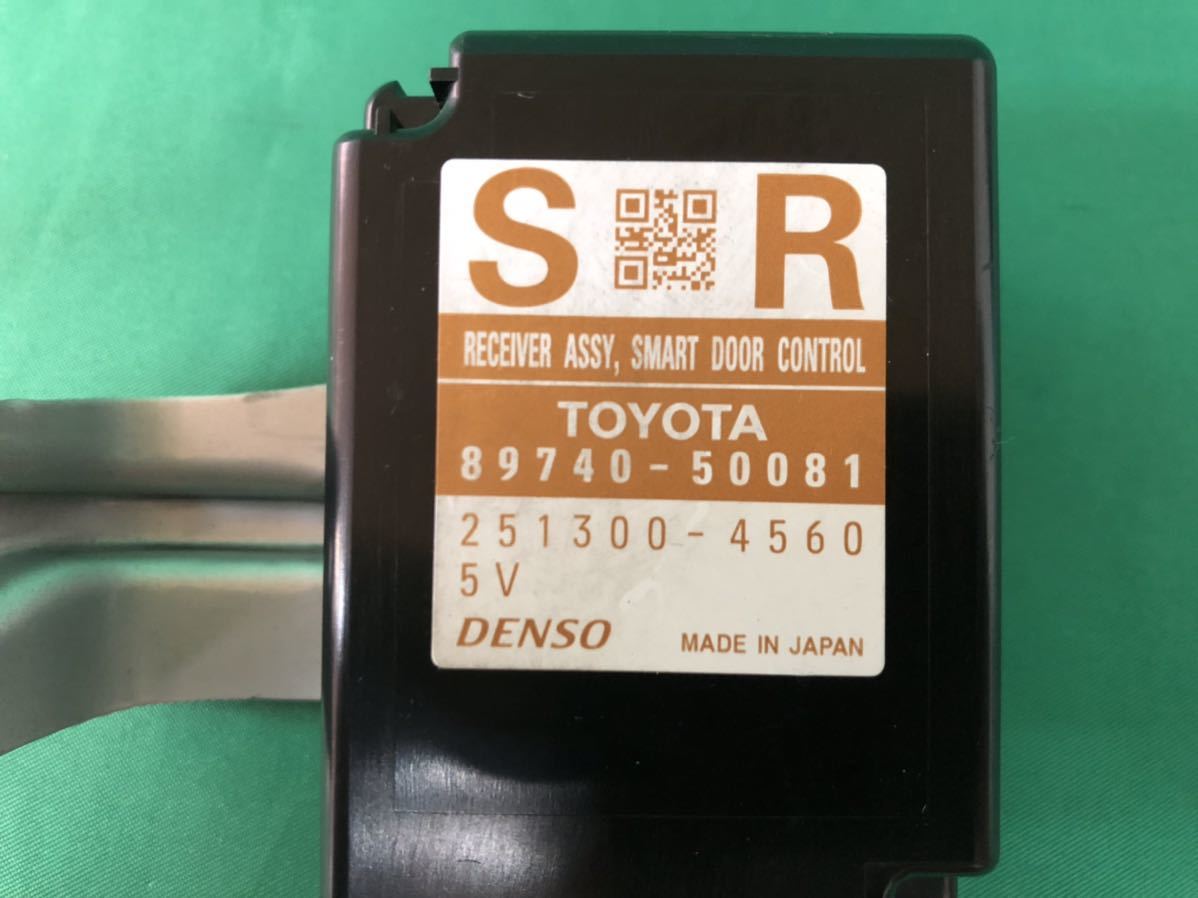 S R
RECEIVER ASSY, SMART DOOR CONTROL
TOYOTA
89740-50081
251300-4560
5V
DENSO MADE IN JAPAN